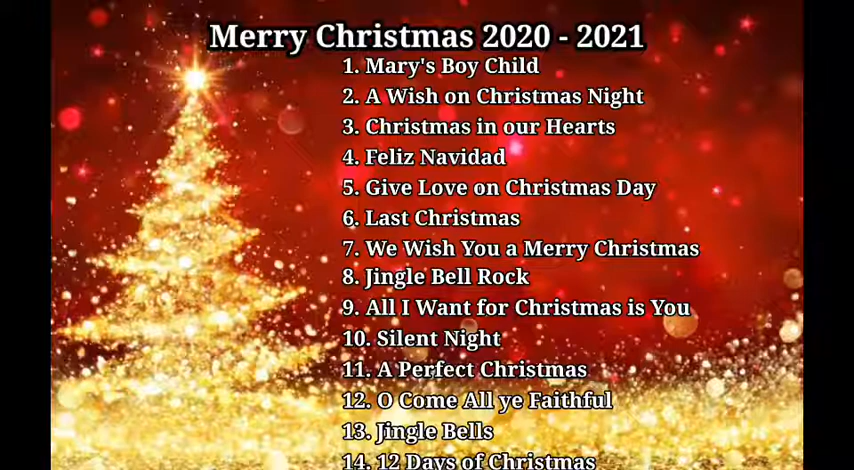 Merry Christmas 2020 - 2021
1. Mary's Boy Child
2. A Wish on Christmas Night
3. Christmas in our Hearts
4. Feliz Navidad
5. Give Love on Christmas Day
6. Last Christmas
7. We Wish You a Merry Christmas
8. Jingle Bell Rock
9. All I Want for Christmas is You
10. Silent Night
11. A Perfect Christmas
12. O Come All ye Faithful
13. Jingle Bells
14. 12 Days of Christmas